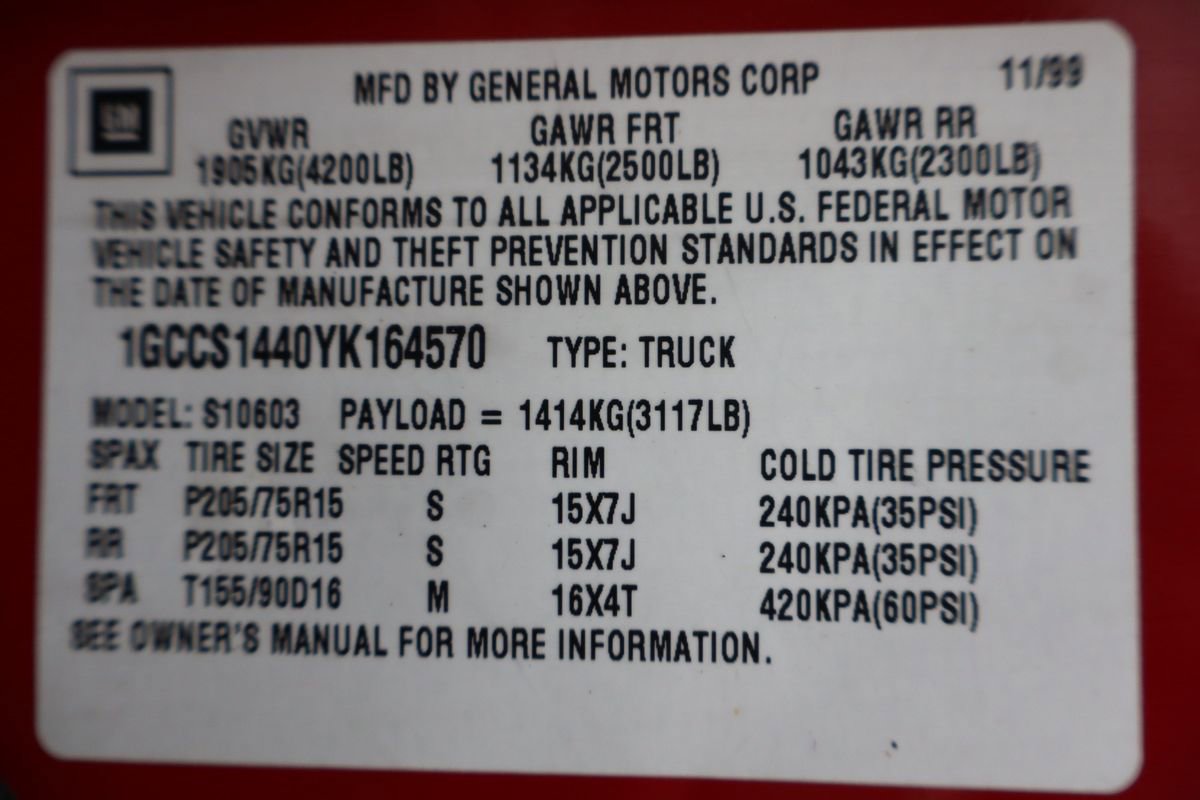 GM
MFD BY GENERAL MOTORS CORP 11/99
GVWR GAWR FRT GAWR RR
1905KG(4200LB) 1134KG(2500LB) 1043KG(2300LB)
THIS VEHICLE CONFORMS TO ALL APPLICABLE U.S. FEDERAL MOTOR
VEHICLE SAFETY AND THEFT PREVENTION STANDARDS IN EFFECT ON
THE DATE OF MANUFACTURE SHOWN ABOVE.
1GCCS1440YK164570 TYPE: TRUCK
MODEL: S10603 PAYLOAD = 1414KG(3117LB)
SPAX TIRE SIZE SPEED RTG RIM COLD TIRE PRESSURE
FRT P205/75R15 S 15X7J 240KPA(35PSI)
RR P205/75R15 S 15X7J 240KPA(35PSI)
SPA T155/90D16 M 16X4T 420KPA(60PSI)
SEE OWNER'S MANUAL FOR MORE INFORMATION.